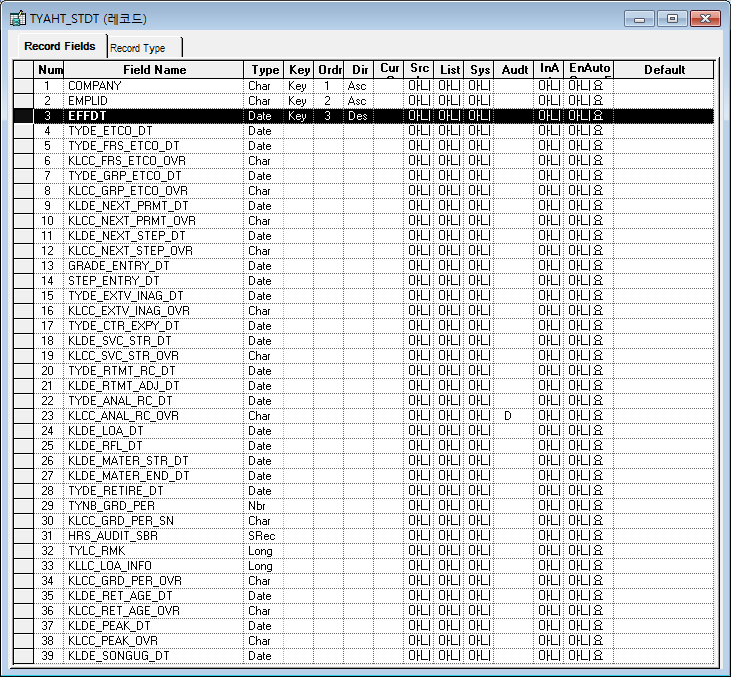 TYAHT_STDT (레코드)
Record Fields Record Type
Num Field Name Type Key Ordr Dir Cur Src List Sys Audt InA EnAuto Default
1 COMPANY Char Key 1 Asc 아니 아니 아니 아니 아니요
2 EMPLID Char Key 2 Asc 아니 아니 아니 아니 아니요
3 EFFDT Date Key 3 Des 아니 아니 아니 아니 아니요
4 TYDE_ETCO_DT Date 아니 아니 아니 아니 아니요
5 TYDE_FRS_ETCO_DT Date 아니 아니 아니 아니 아니요
6 KLCC_FRS_ETCO_OVR Char 아니 아니 아니 아니 아니요
7 TYDE_GRP_ETCO_DT Date 아니 아니 아니 아니 아니요
8 KLCC_GRP_ETCO_OVR Char 아니 아니 아니 아니 아니요
9 KLDE_NEXT_PRMT_DT Date 아니 아니 아니 아니 아니요
10 KLCC_NEXT_PRMT_OVR Char 아니 아니 아니 아니 아니요
11 KLDE_NEXT_STEP_DT Date 아니 아니 아니 아니 아니요
12 KLCC_NEXT_STEP_OVR Char 아니 아니 아니 아니 아니요
13 GRADE_ENTRY_DT Date 아니 아니 아니 아니 아니요
14 STEP_ENTRY_DT Date 아니 아니 아니 아니 아니요
15 TYDE_EXTV_INAG_DT Date 아니 아니 아니 아니 아니요
16 KLCC_EXTV_INAG_OVR Char 아니 아니 아니 아니 아니요
17 TYDE_CTR_EXPY_DT Date 아니 아니 아니 아니 아니요
18 KLDE_SVC_STR_DT Date 아니 아니 아니 아니 아니요
19 KLCC_SVC_STR_OVR Char 아니 아니 아니 아니 아니요
20 TYDE_RTMT_RC_DT Date 아니 아니 아니 아니 아니요
21 KLDE_RTMT_ADJ_DT Date 아니 아니 아니 아니 아니요
22 TYDE_ANAL_RC_DT Date 아니 아니 아니 아니 아니요
23 KLCC_ANAL_RC_OVR Char 아니 아니 아니 D 아니 아니요
24 KLDE_LOA_DT Date 아니 아니 아니 아니 아니요
25 KLDE_RFL_DT Date 아니 아니 아니 아니 아니요
26 KLDE_MATER_STR_DT Date 아니 아니 아니 아니 아니요
27 KLDE_MATER_END_DT Date 아니 아니 아니 아니 아니요
28 TYDE_RETIRE_DT Date 아니 아니 아니 아니 아니요
29 TYNB_GRD_PER Nbr 아니 아니 아니 아니 아니요
30 KLCC_GRD_PER_SN Char 아니 아니 아니 아니 아니요
31 HRS_AUDIT_SBR SRec 아니 아니 아니 아니 아니요
32 TYLC_RMK Long 아니 아니 아니 아니 아니요
33 KLLC_LOA_INFO Long 아니 아니 아니 아니 아니요
34 KLCC_GRD_PER_OVR Char 아니 아니 아니 아니 아니요
35 KLDE_RET_AGE_DT Date 아니 아니 아니 아니 아니요
36 KLCC_RET_AGE_OVR Char 아니 아니 아니 아니 아니요
37 KLDE_PEAK_DT Date 아니 아니 아니 아니 아니요
38 KLCC_PEAK_OVR Char 아니 아니 아니 아니 아니요
39 KLDE_SONGUG_DT Date 아니 아니 아니 아니 아니요